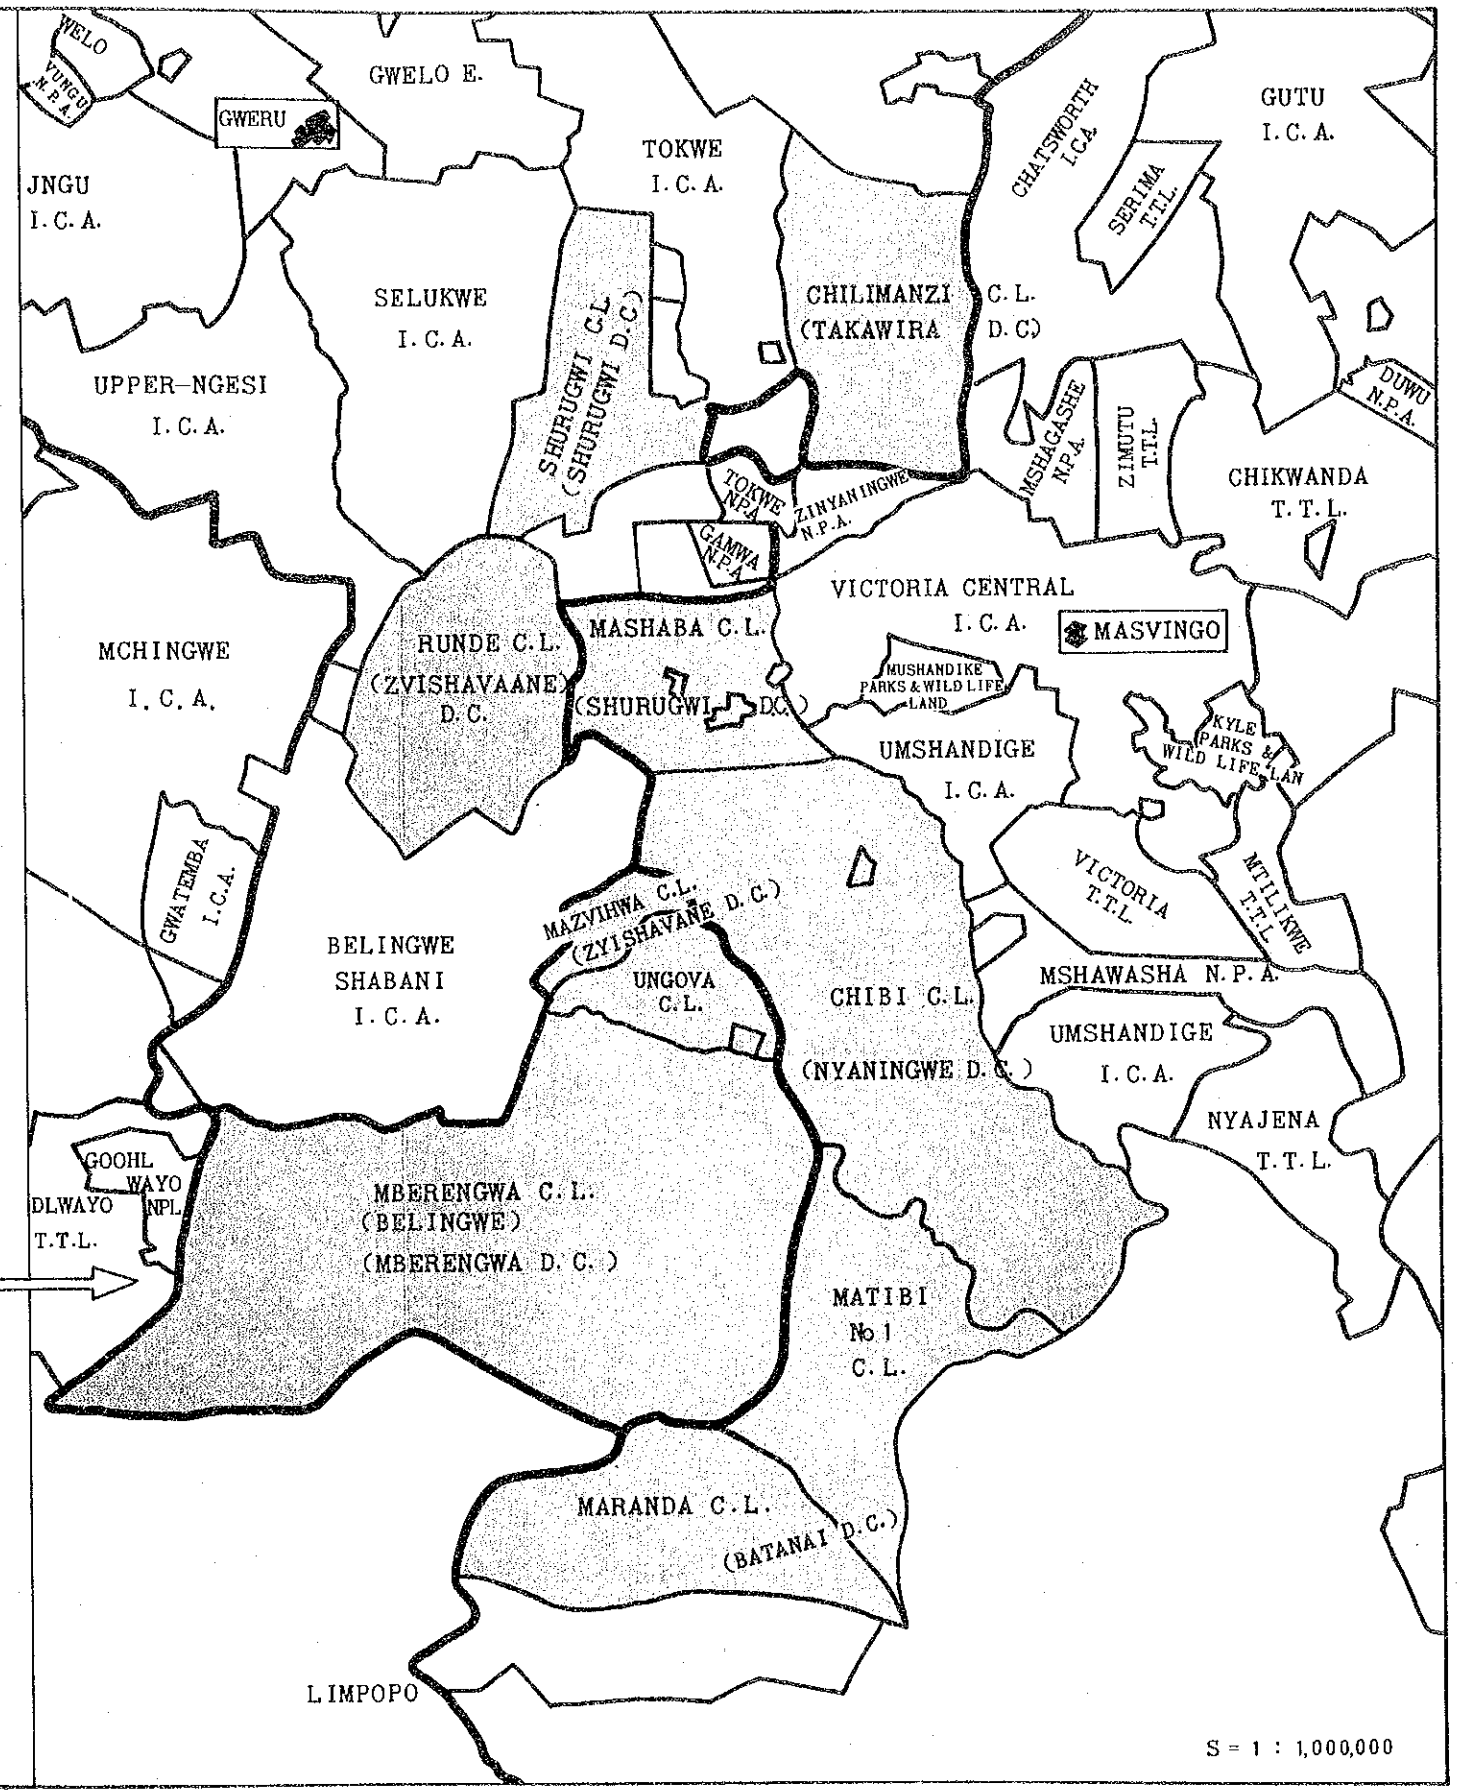 WELO
VUNGU
N.P.A.
GWERU
GWELO E.
TOKWE
I.C.A.
CHATSWORTH
I.C.A.
GUTU
I.C.A.
SERIMA
T.T.L.
JNGU
I.C.A.
SELUKWE
I.C.A.
SHURUGWI C.L
(SHURUGWI D.C)
CHILIMANZI C.L.
(TAKAWIRA D.C)
UPPER-NGESI
I.C.A.
DUWU
N.P.A.
MSHAGASHE
N.P.A.
ZIMUTU
T.T.L.
CHIKWANDA
T.T.L.
TOKWE
N.P.A
ZINYANINGWE
N.P.A.
GAMWA
N.P.A
VICTORIA CENTRAL
I.C.A.
MASVINGO
MCHINGWE
I.C.A.
RUNDE C.L.
(ZVISHAVAANE)
D.C.
MASHABA C.L.
(SHURUGWI D.C.)
MUSHANDIKE
PARKS & WILD LIFE
LAND
KYLE
PARKS &
WILD LIFE LAN
UMSHANDIGE
I.C.A.
GWATEMBA
I.C.A.
VICTORIA
T.T.L.
MTILIKWE
T.T.L
MAZVIHWA C.L.
(ZYISHAVANE D.C.)
BELINGWE
SHABANI
I.C.A.
UNGOVA
C.L.
CHIBI C.L.
(NYANINGWE D.C.)
MSHAWASHA N.P.A.
UMSHANDIGE
I.C.A.
NYAJENA
T.T.L.
GOOHL
WAYO
NPL
DLWAYO
T.T.L.
MBERENGWA C.L.
(BELINGWE)
(MBERENGWA D.C.)
MATIBI
No 1
C.L.
MARANDA C.L.
(BATANAI D.C.)
LIMPOPO
S = 1 : 1,000,000